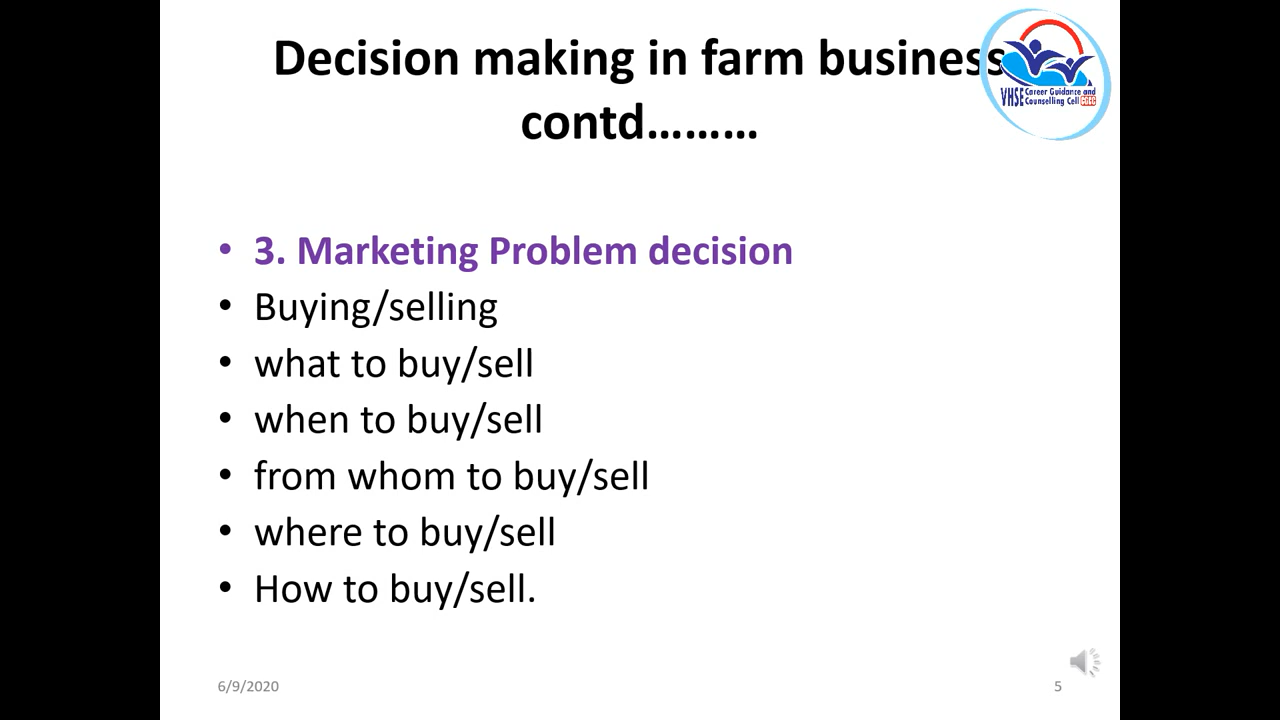 Decision making in farm business
contd………
VHSE Career Guidance and
Counselling Cell CGCC
• 3. Marketing Problem decision
• Buying/selling
• what to buy/sell
• when to buy/sell
• from whom to buy/sell
• where to buy/sell
• How to buy/sell.
6/9/2020
5